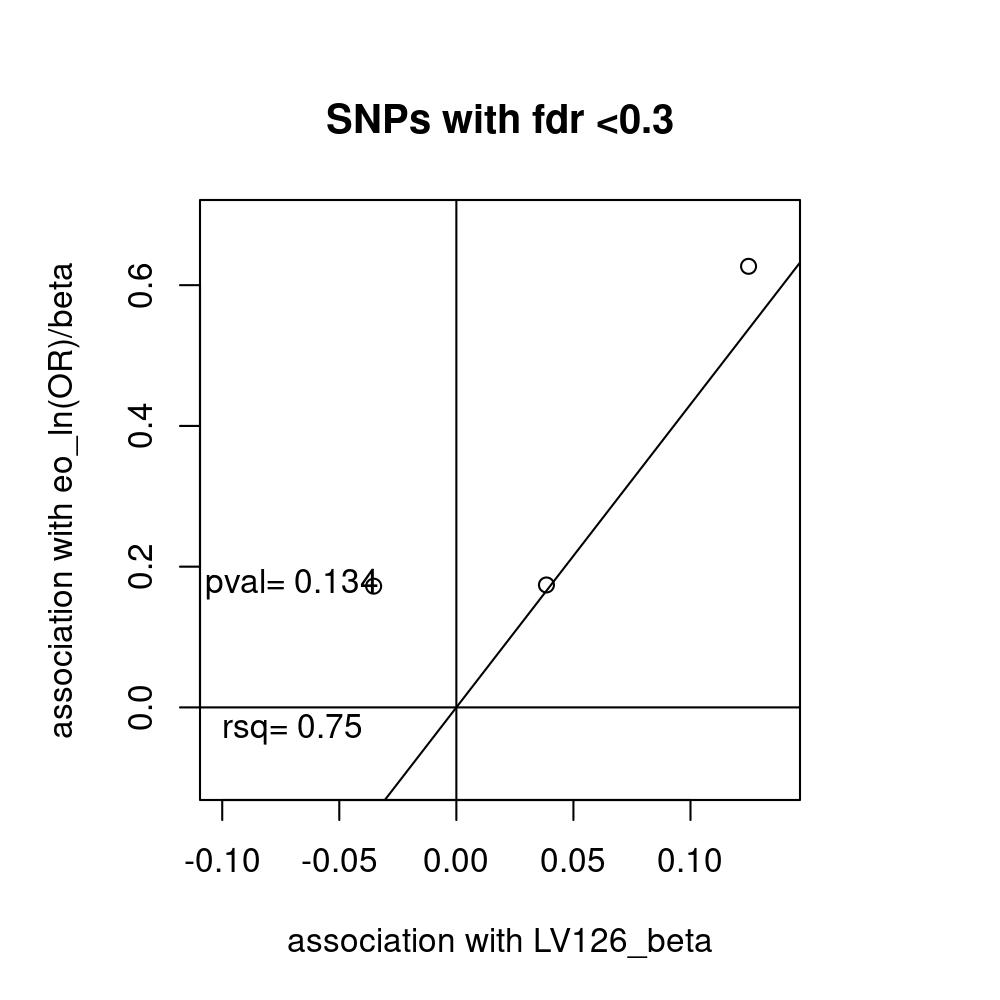 SNPs with fdr <0.3
association with eo_ln(OR)/beta
0.6
0.4
0.2
0.0
pval= 0.134
rsq= 0.75
-0.10 -0.05 0.00 0.05 0.10
association with LV126_beta